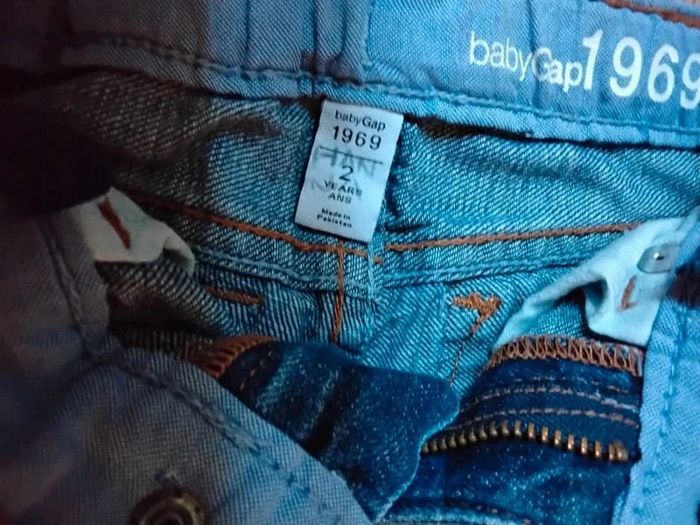 babyGap 1969
babyGap
1969
2
YEARS
ANS
Made in
Pakistan